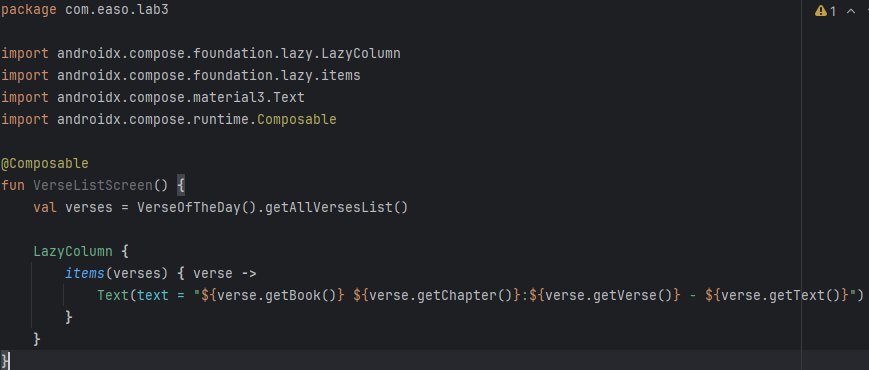 package com.easo.lab3
1
import androidx.compose.foundation.lazy.LazyColumn
import androidx.compose.foundation.lazy.items
import androidx.compose.material3.Text
import androidx.compose.runtime.Composable
@Composable
fun VerseListScreen() {
val verses = VerseOfTheDay().getAllVersesList()
LazyColumn {
items(verses) { verse ->
Text(text = "${verse.getBook()} ${verse.getChapter()}:${verse.getVerse()} - ${verse.getText()}")
}
}
}